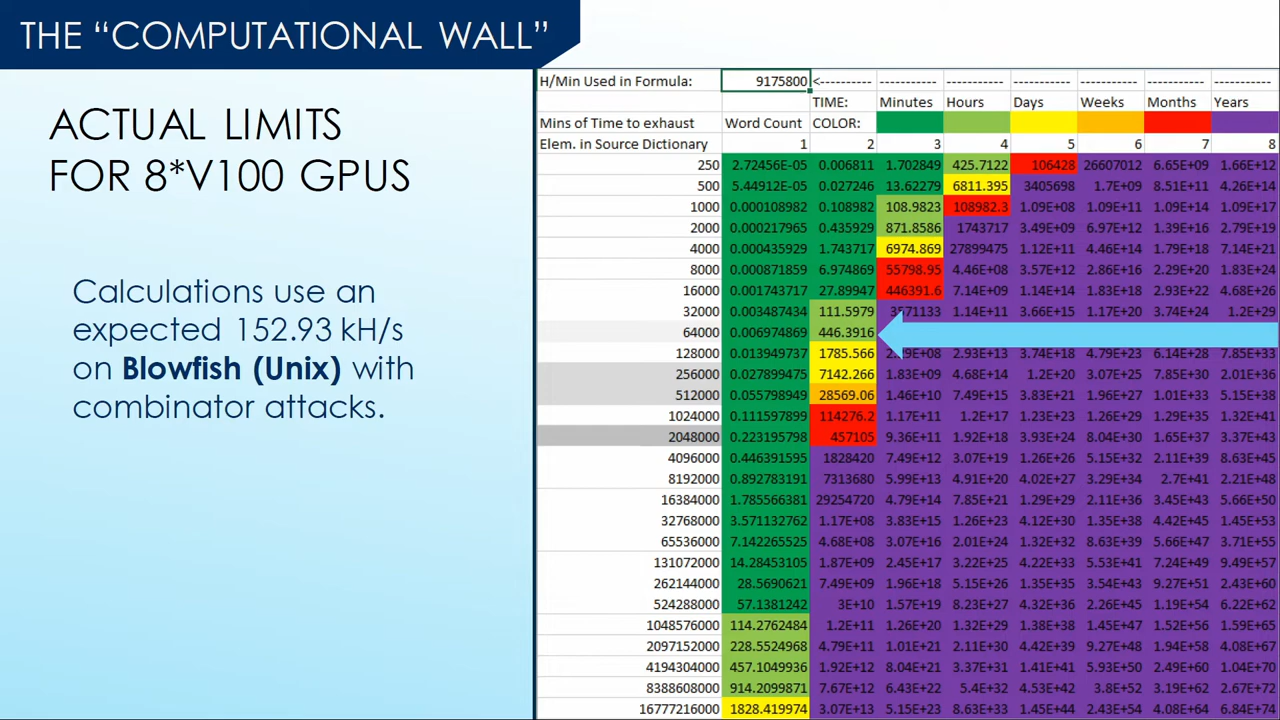 THE “COMPUTATIONAL WALL”
ACTUAL LIMITS
FOR 8*V100 GPUS
Calculations use an
expected 152.93 kH/s
on Blowfish (Unix) with
combinator attacks.
H/Min Used in Formula: 9175800 <---------- ----------- ----------- ----------- ----------- ----------- -----------
TIME: Minutes Hours Days Weeks Months Years
Mins of Time to exhaust Word Count COLOR:
Elem. in Source Dictionary 1 2 3 4 5 6 7 8
250 2.72456E-05 0.006811 1.702849 425.7122 106428 26607012 6.65E+09 1.66E+12
500 5.44912E-05 0.027246 13.62279 6811.395 3405698 1.7E+09 8.51E+11 4.26E+14
1000 0.000108982 0.108982 108.9823 108982.3 1.09E+08 1.09E+11 1.09E+14 1.09E+17
2000 0.000217965 0.435929 871.8586 1743717 3.49E+09 6.97E+12 1.39E+16 2.79E+19
4000 0.000435929 1.743717 6974.869 27899475 1.12E+11 4.46E+14 1.79E+18 7.14E+21
8000 0.000871859 6.974869 55798.95 4.46E+08 3.57E+12 2.86E+16 2.29E+20 1.83E+24
16000 0.001743717 27.89947 446391.6 7.14E+09 1.14E+14 1.83E+18 2.93E+22 4.68E+26
32000 0.003487434 111.5979 3571133 1.14E+11 3.66E+15 1.17E+20 3.74E+24 1.2E+29
64000 0.006974869 446.3916
128000 0.013949737 1785.566 2.93E+13 3.74E+18 4.79E+23 6.14E+28 7.85E+33
256000 0.027899475 7142.266 1.83E+09 4.68E+14 1.2E+20 3.07E+25 7.85E+30 2.01E+36
512000 0.055798949 28569.06 1.46E+10 7.49E+15 3.83E+21 1.96E+27 1.01E+33 5.15E+38
1024000 0.111597899 114276.2 1.17E+11 1.2E+17 1.23E+23 1.26E+29 1.29E+35 1.32E+41
2048000 0.223195798 457105 9.36E+11 1.92E+18 3.93E+24 8.04E+30 1.65E+37 3.37E+43
4096000 0.446391595 1828420 7.49E+12 3.07E+19 1.26E+26 5.15E+32 2.11E+39 8.63E+45
8192000 0.892783191 7313680 5.99E+13 4.91E+20 4.02E+27 3.29E+34 2.7E+41 2.21E+48
16384000 1.785566381 29254720 4.79E+14 7.85E+21 1.29E+29 2.11E+36 3.45E+43 5.66E+50
32768000 3.571132762 1.17E+08 3.83E+15 1.26E+23 4.12E+30 1.35E+38 4.42E+45 1.45E+53
65536000 7.142265525 4.68E+08 3.07E+16 2.01E+24 1.32E+32 8.63E+39 5.66E+47 3.71E+55
131072000 14.28453105 1.87E+09 2.45E+17 3.22E+25 4.22E+33 5.53E+41 7.24E+49 9.49E+57
262144000 28.5690621 7.49E+09 1.96E+18 5.15E+26 1.35E+35 3.54E+43 9.27E+51 2.43E+60
524288000 57.1381242 3E+10 1.57E+19 8.23E+27 4.32E+36 2.26E+45 1.19E+54 6.22E+62
1048576000 114.2762484 1.2E+11 1.26E+20 1.32E+29 1.38E+38 1.45E+47 1.52E+56 1.59E+65
2097152000 228.5524968 4.79E+11 1.01E+21 2.11E+30 4.42E+39 9.27E+48 1.94E+58 4.08E+67
4194304000 457.1049936 1.92E+12 8.04E+21 3.37E+31 1.41E+41 5.93E+50 2.49E+60 1.04E+70
8388608000 914.2099871 7.67E+12 6.43E+22 5.4E+32 4.53E+42 3.8E+52 3.19E+62 2.67E+72
16777216000 1828.419974 3.07E+13 5.15E+23 8.63E+33 1.45E+44 2.43E+54 4.08E+64 6.84E+74